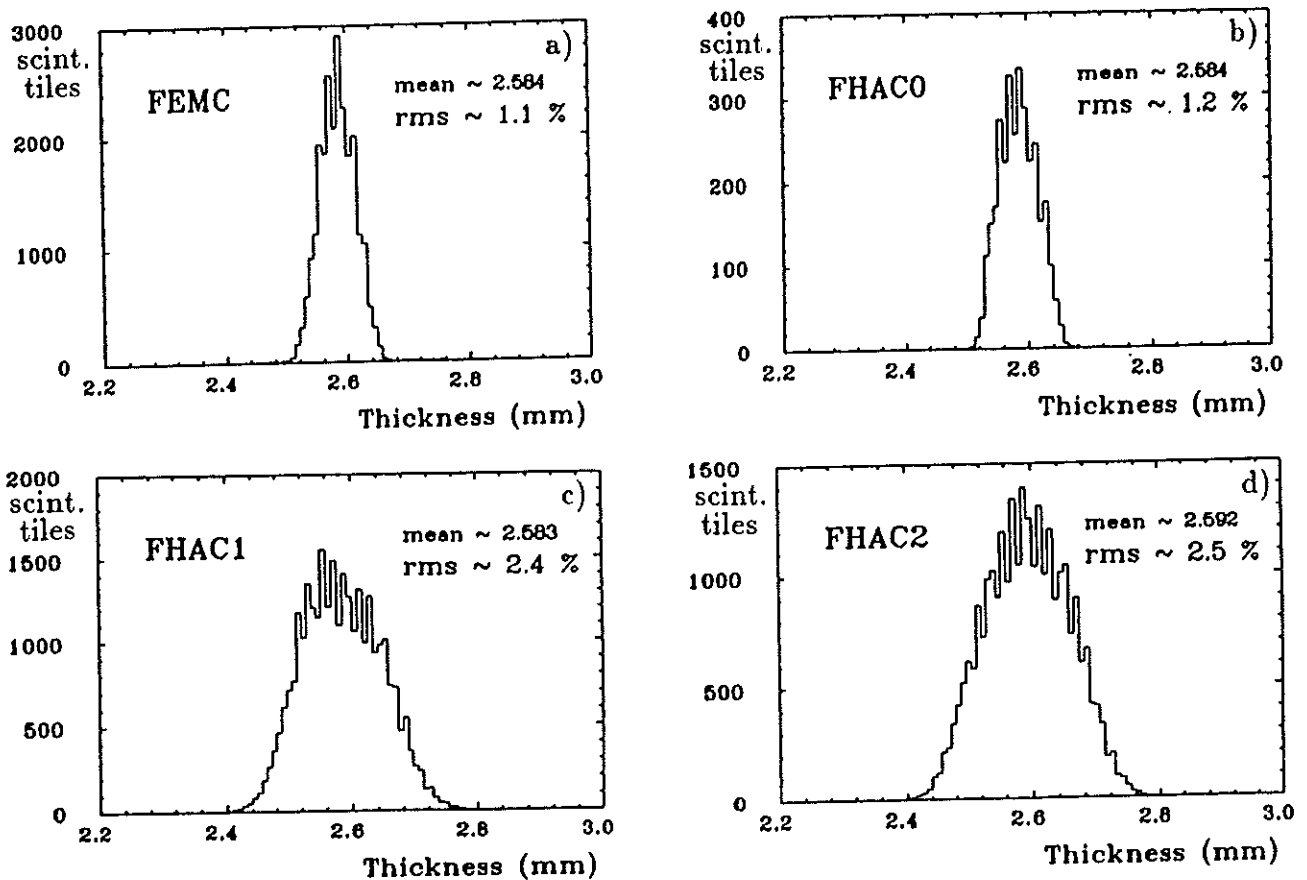 3000
scint.
tiles
a)
FEMC
mean ~ 2.584
rms ~ 1.1 %
2000
1000
0
2.2
2.4
2.6
2.8
3.0
Thickness (mm)
400
scint.
tiles
b)
FHAC0
mean ~ 2.584
rms ~ 1.2 %
300
200
100
0
2.2
2.4
2.6
2.8
3.0
Thickness (mm)
2000
scint.
tiles
c)
FHAC1
mean ~ 2.583
rms ~ 2.4 %
1500
1000
500
0
2.2
2.4
2.6
2.8
3.0
Thickness (mm)
1500
scint.
tiles
d)
FHAC2
mean ~ 2.592
rms ~ 2.5 %
1000
500
0
2.2
2.4
2.6
2.8
3.0
Thickness (mm)